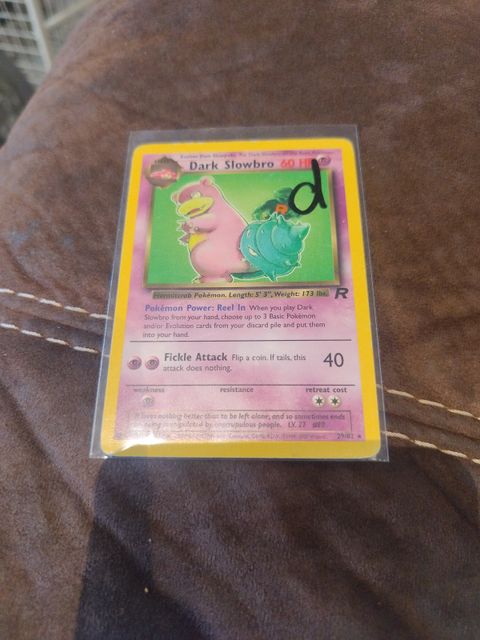 Dark Slowbro 60 HP
d
Hermitcrab Pokémon. Length: 5' 3", Weight: 173 lbs.
R
Pokémon Power: Reel In When you play Dark
Slowbro from your hand, choose up to 3 Basic Pokémon
and/or Evolution cards from your discard pile and put them
into your hand.
Fickle Attack Flip a coin. If tails, this 40
attack does nothing.
weakness resistance retreat cost
It likes nothing better than to be left alone, and so sometimes ends
up being manipulated by unscrupulous people. LV. 27 #80
29/82